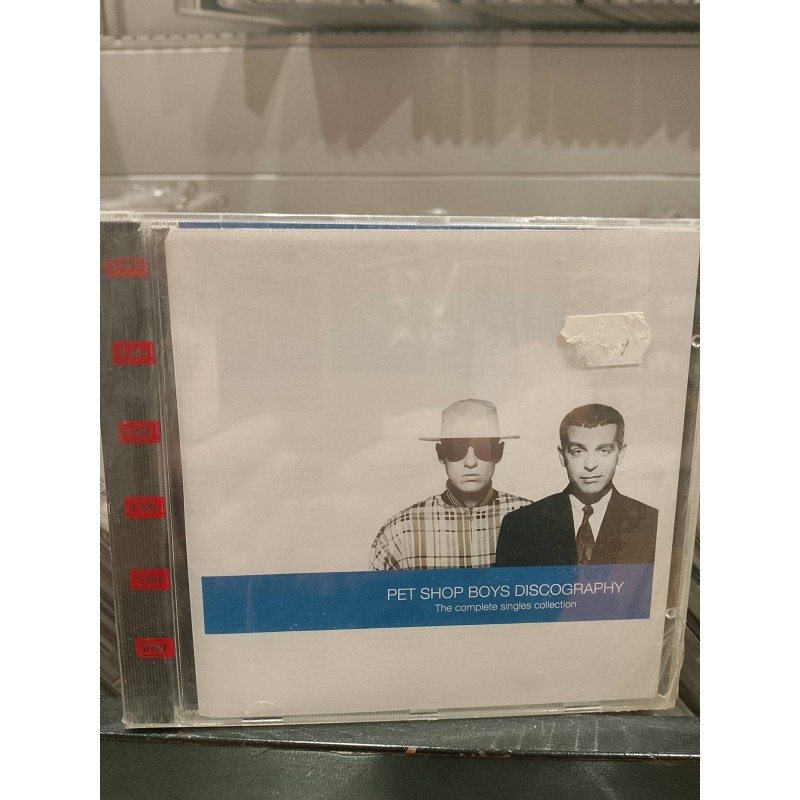 PET SHOP BOYS DISCOGRAPHY
The complete singles collection